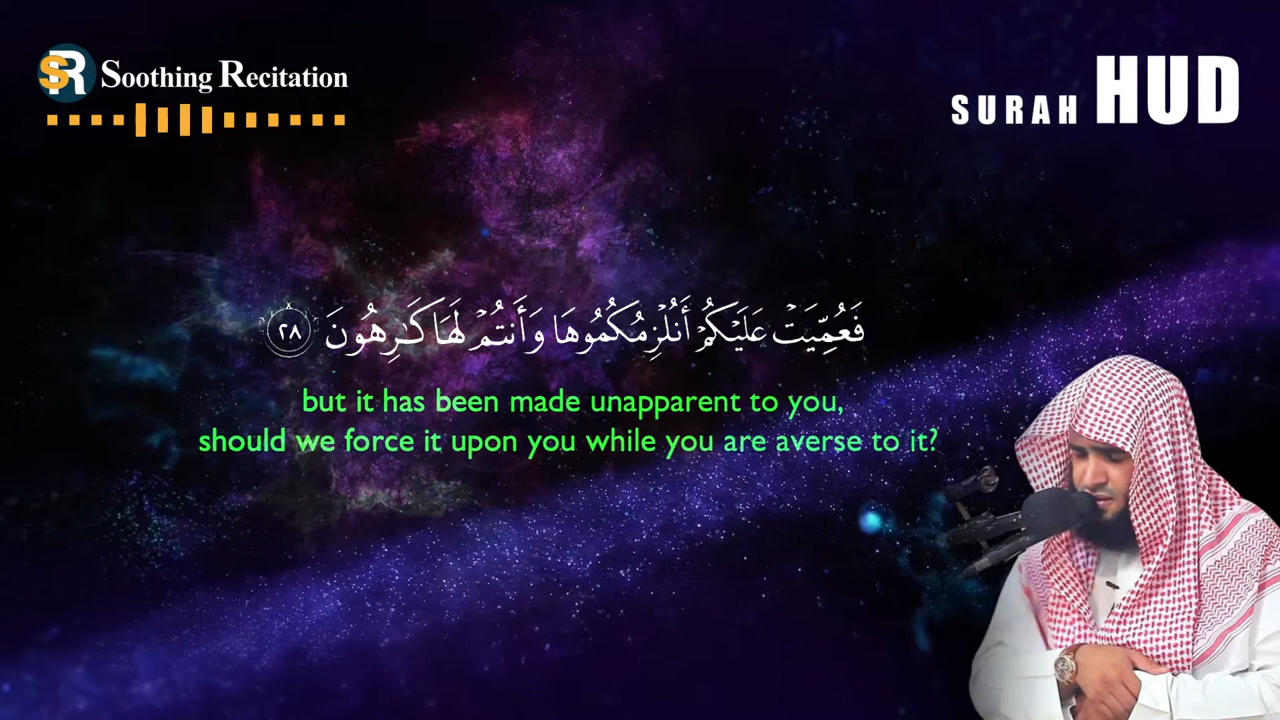 SR Soothing Recitation
SURAH HUD
فَعُمِّيَتْ عَلَيْكُمْ أَنُلْزِمُكُمُوهَا وَأَنتُمْ لَهَا كَـٰرِهُونَ ٢٨
but it has been made unapparent to you,
should we force it upon you while you are averse to it?